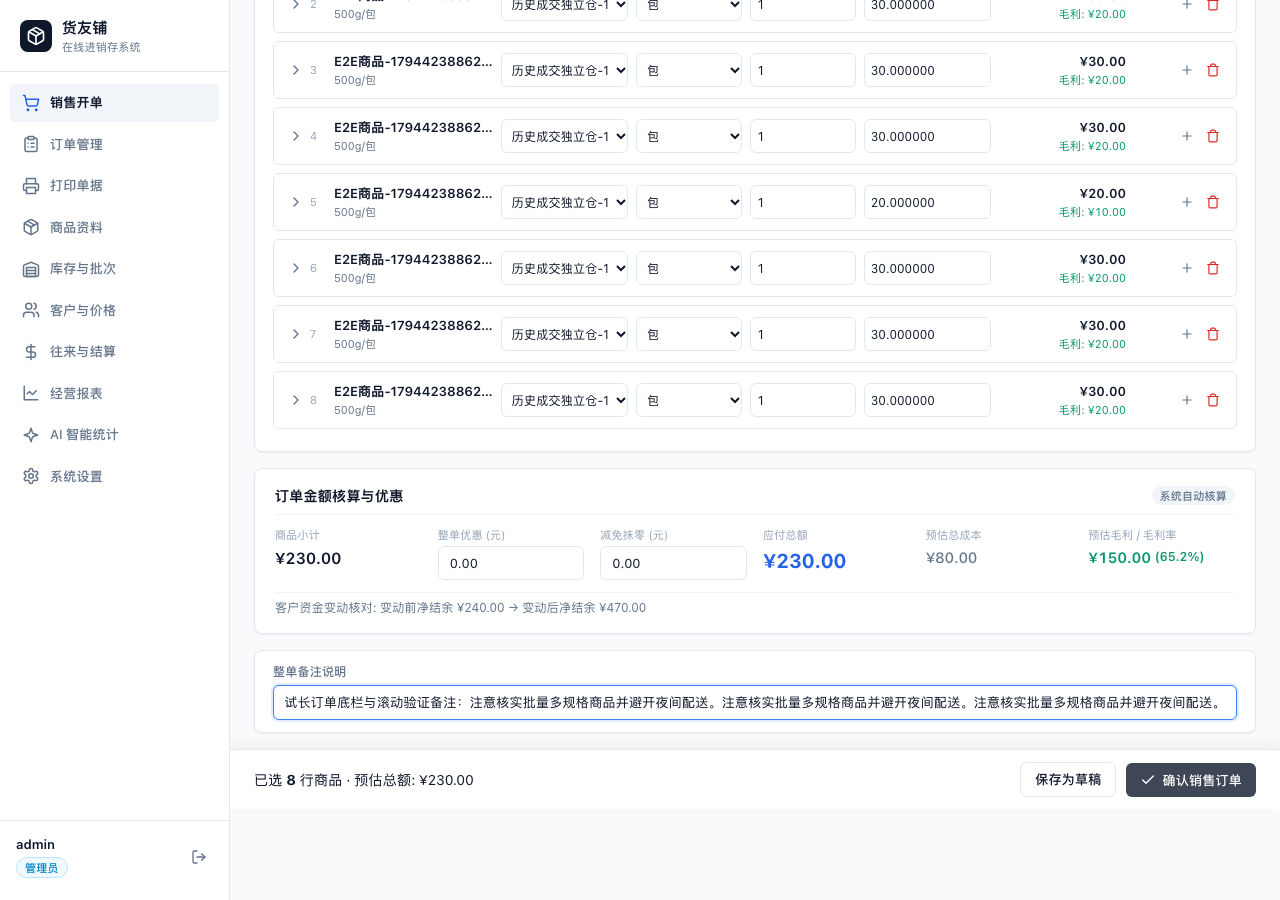 货友铺
在线进销存系统
销售开单
订单管理
打印单据
商品资料
库存与批次
客户与价格
往来与结算
经营报表
AI 智能统计
系统设置
admin
管理员
2 500g/包 包 1 30.000000 毛利: ¥20.00
3 E2E商品-17944238862... 历史成交独立仓-1 包 1 30.000000 ¥30.00
500g/包 毛利: ¥20.00
4 E2E商品-17944238862... 历史成交独立仓-1 包 1 30.000000 ¥30.00
500g/包 毛利: ¥20.00
5 E2E商品-17944238862... 历史成交独立仓-1 包 1 20.000000 ¥20.00
500g/包 毛利: ¥10.00
6 E2E商品-17944238862... 历史成交独立仓-1 包 1 30.000000 ¥30.00
500g/包 毛利: ¥20.00
7 E2E商品-17944238862... 历史成交独立仓-1 包 1 30.000000 ¥30.00
500g/包 毛利: ¥20.00
8 E2E商品-17944238862... 历史成交独立仓-1 包 1 30.000000 ¥30.00
500g/包 毛利: ¥20.00
订单金额核算与优惠 系统自动核算
商品小计 整单优惠 (元) 减免抹零 (元) 应付总额 预估总成本 预估毛利 / 毛利率
¥230.00 0.00 0.00 ¥230.00 ¥80.00 ¥150.00 (65.2%)
客户资金变动核对: 变动前净结余 ¥240.00 → 变动后净结余 ¥470.00
整单备注说明
试长订单底栏与滚动验证备注：注意核实批量多规格商品并避开夜间配送。注意核实批量多规格商品并避开夜间配送。注意核实批量多规格商品并避开夜间配送。
已选 8 行商品 · 预估总额: ¥230.00 保存为草稿 确认销售订单